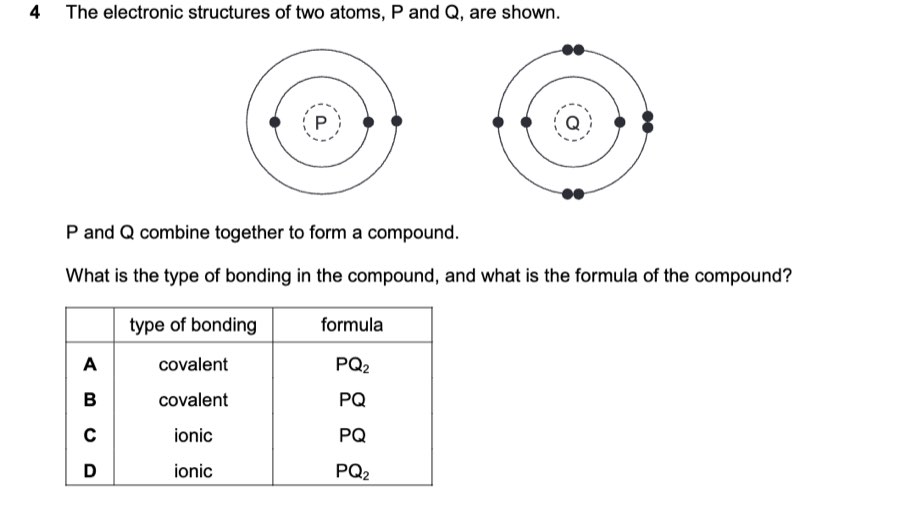 4 The electronic structures of two atoms, P and Q, are shown.
P Q
P and Q combine together to form a compound.
What is the type of bonding in the compound, and what is the formula of the compound?
type of bonding formula
A covalent PQ₂
B covalent PQ
C ionic PQ
D ionic PQ₂